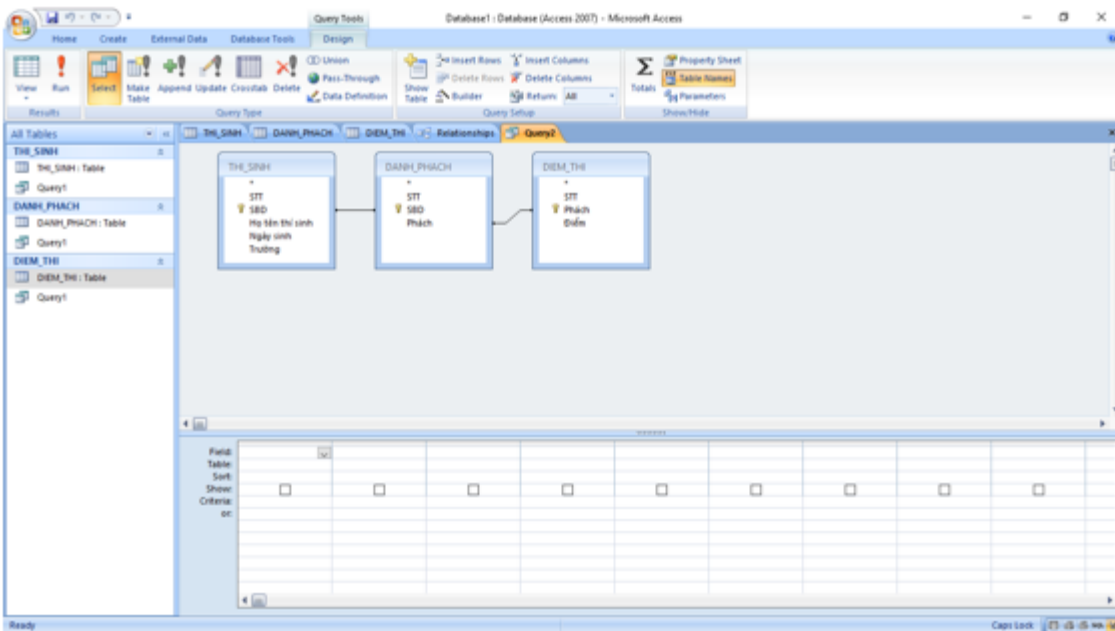 Query Tools
Database1 : Database (Access 2007) - Microsoft Access
Home Create External Data Database Tools Design
View
Run
Select
Make Table
Append
Update
Crosstab
Delete
Union
Pass-Through
Data Definition
Show Table
Insert Rows
Delete Rows
Builder
Insert Columns
Delete Columns
Return: All
Totals
Property Sheet
Table Names
Parameters
Results Query Type Query Setup Show/Hide
All Tables
THI_SINH DANH_PHACH DIEM_THI Relationships Query2
THI_SINH
THI_SINH : Table
Query1
DANH_PHACH
DANH_PHACH : Table
Query1
DIEM_THI
DIEM_THI : Table
Query1
THI_SINH
*
STT
SBD
Họ tên thí sinh
Ngày sinh
Trường
DANH_PHACH
*
STT
SBD
Phách
DIEM_THI
*
STT
Phách
Điểm
Field:
Table:
Sort:
Show:
Criteria:
or:
Ready
Caps Lock
SQL